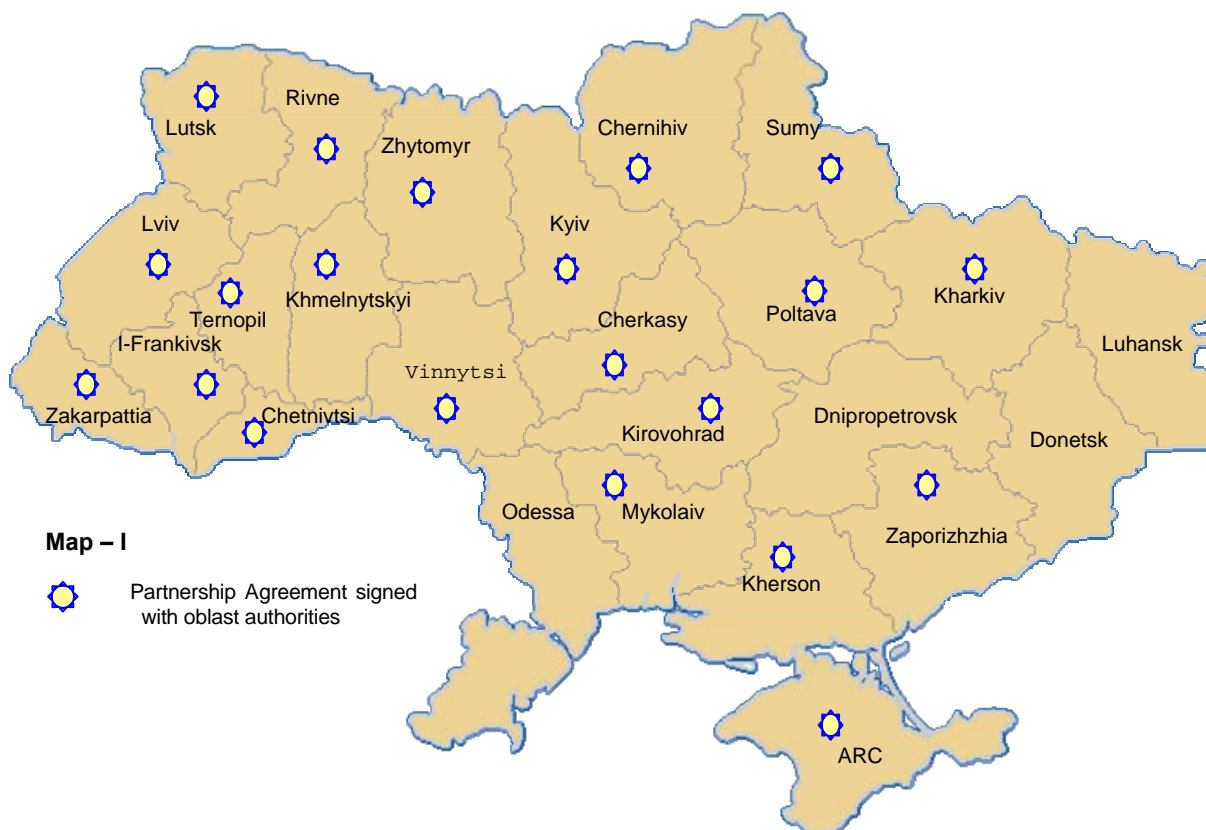 Rivne
Lutsk
Chernihiv
Sumy
Zhytomyr
Lviv
Kyiv
Khmelnytskyi
Kharkiv
Ternopil
Cherkasy
Poltava
I-Frankivsk
Luhansk
Vinnytsi
Zakarpattia
Chetnivtsi
Dnipropetrovsk
Kirovohrad
Donetsk
Odessa
Mykolaiv
Zaporizhzhia
Map – I
Kherson
Partnership Agreement signed
with oblast authorities
ARC